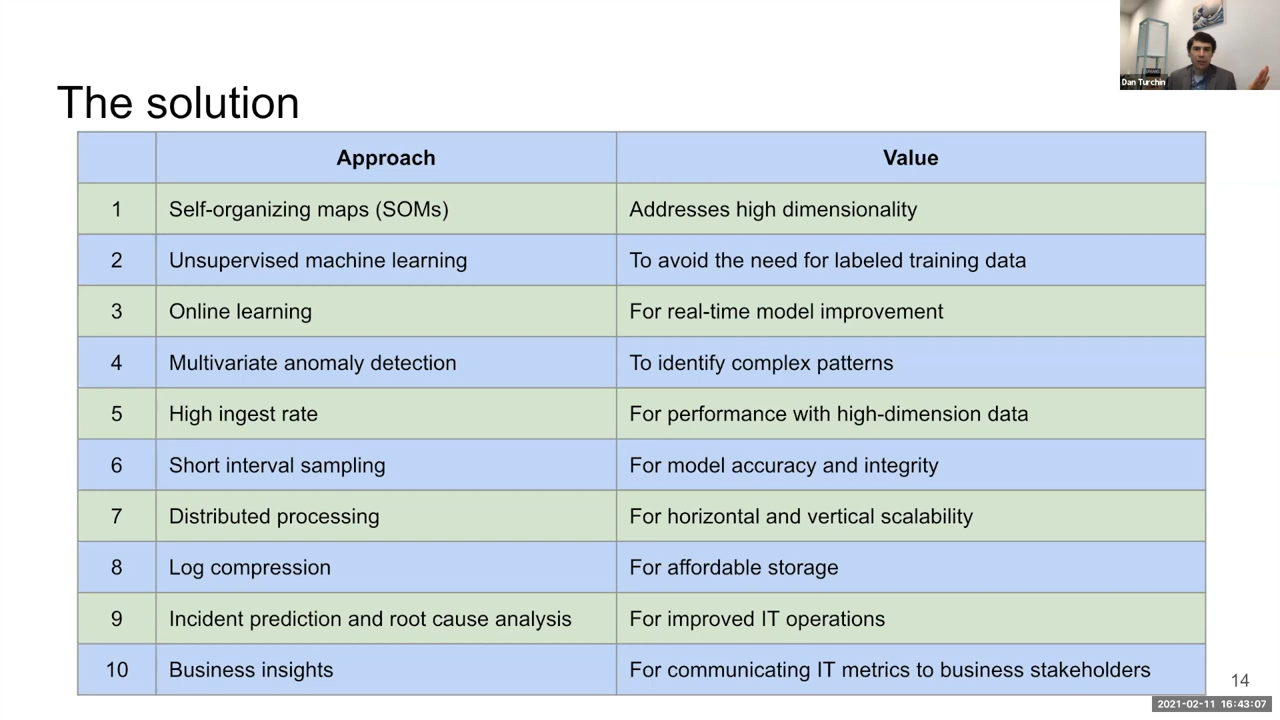 Dan Turchin
The solution
Approach Value
1 Self-organizing maps (SOMs) Addresses high dimensionality
2 Unsupervised machine learning To avoid the need for labeled training data
3 Online learning For real-time model improvement
4 Multivariate anomaly detection To identify complex patterns
5 High ingest rate For performance with high-dimension data
6 Short interval sampling For model accuracy and integrity
7 Distributed processing For horizontal and vertical scalability
8 Log compression For affordable storage
9 Incident prediction and root cause analysis For improved IT operations
10 Business insights For communicating IT metrics to business stakeholders
14
2021-02-11 16:43:07